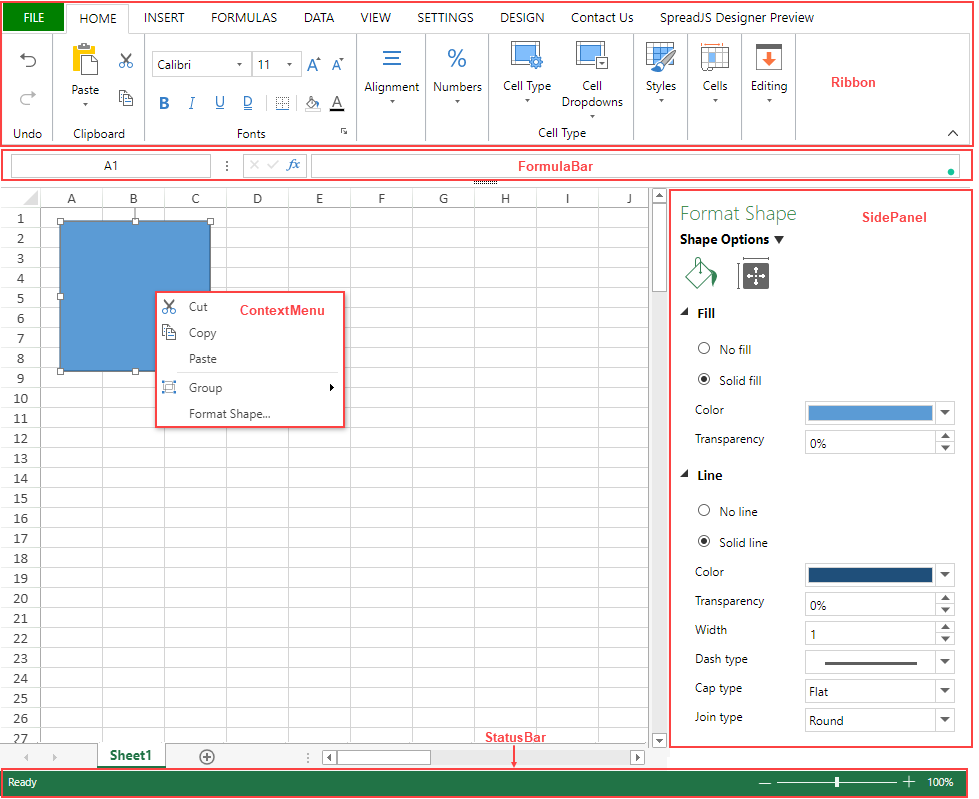 FILE HOME INSERT FORMULAS DATA VIEW SETTINGS DESIGN Contact Us SpreadJS Designer Preview
Calibri 11 A A
Paste
B I U D A
Alignment
Numbers
Cell Type
Cell
Dropdowns
Styles
Cells
Editing
Ribbon
Undo Clipboard Fonts Cell Type
A1 fx FormulaBar
A B C D E F G H I J
1
2
3
4
5
6
7
8
9
10
11
12
13
14
15
16
17
18
19
20
21
22
23
24
25
26
27
Cut
ContextMenu
Copy
Paste
Group
Format Shape...
Format Shape
SidePanel
Shape Options
Fill
No fill
Solid fill
Color
Transparency 0%
Line
No line
Solid line
Color
Transparency 0%
Width 1
Dash type
Cap type Flat
Join type Round
StatusBar
Sheet1
Ready 100%